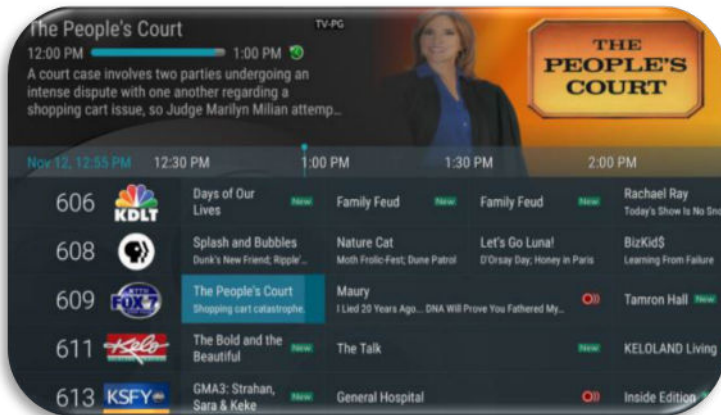 The People's Court
TV-PG
12:00 PM 1:00 PM
A court case involves two parties undergoing an
intense dispute with one another regarding a
shopping cart issue, so Judge Marilyn Milian attemp...
THE
PEOPLE'S
COURT
Nov 12, 12:55 PM 12:30 PM 1:00 PM 1:30 PM 2:00 PM
606 KDLT Days of Our Lives New Family Feud New Family Feud New Rachael Ray
Today's Show Is No Sno
608 Splash and Bubbles Nature Cat Let's Go Luna! BizKid$
Dunk's New Friend; Ripple'... Moth Frolic-Fest; Dune Patrol D'Orsay Day; Honey in Paris Learning From Failure
609 FOX 7 The People's Court Maury Tamron Hall New
Shopping cart catastrophe. I Lied 20 Years Ago... DNA Will Prove You Fathered My...
611 Kelo The Bold and the Beautiful New The Talk New KELOLAND Living
613 KSFY GMA3: Strahan, Sara & Keke New General Hospital Inside Edition